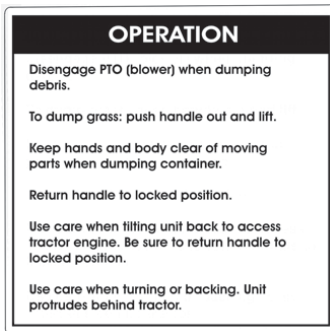 OPERATION
Disengage PTO (blower) when dumping
debris.
To dump grass: push handle out and lift.
Keep hands and body clear of moving
parts when dumping container.
Return handle to locked position.
Use care when tilting unit back to access
tractor engine. Be sure to return handle to
locked position.
Use care when turning or backing. Unit
protrudes behind tractor.